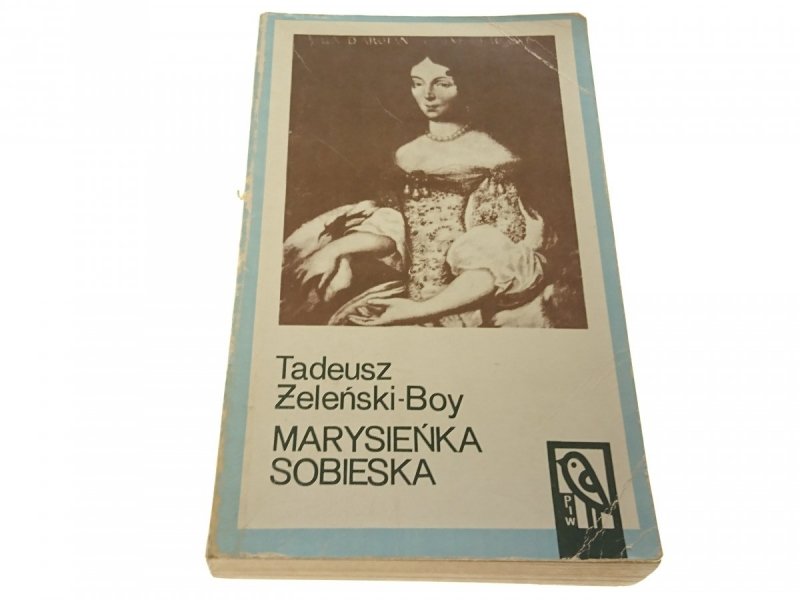 Tadeusz
Żeleński-Boy
MARYSIEŃKA
SOBIESKA
PIW